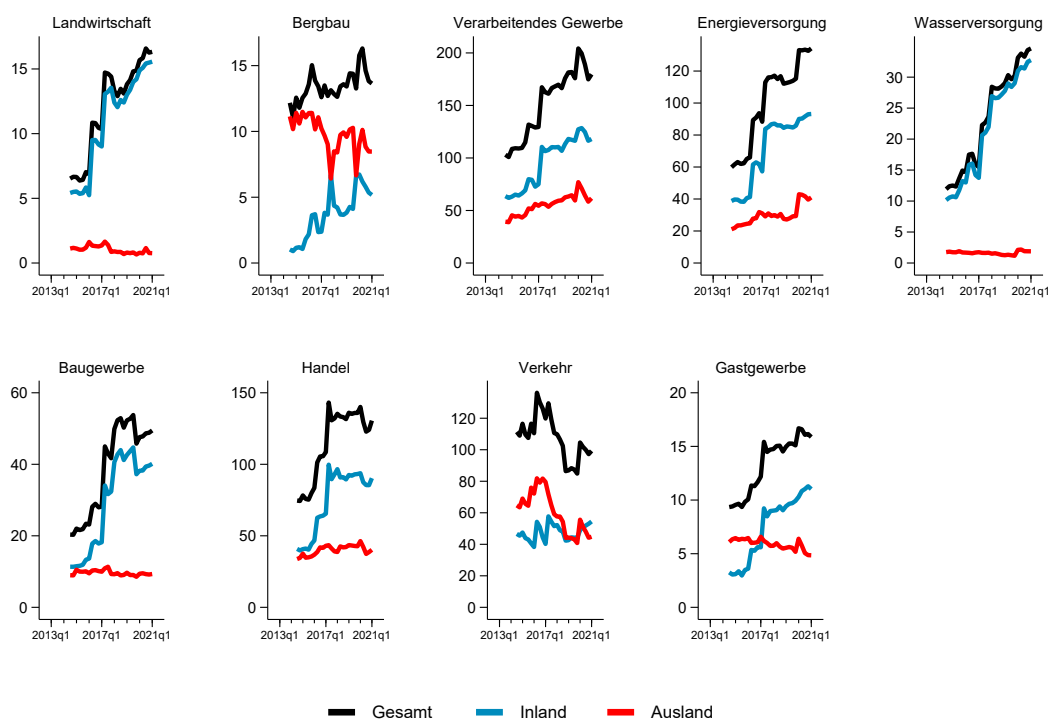 Landwirtschaft
15
10
5
0
2013q1 2017q1 2021q1
Bergbau
15
10
5
0
2013q1 2017q1 2021q1
Verarbeitendes Gewerbe
200
150
100
50
0
2013q1 2017q1 2021q1
Energieversorgung
120
100
80
60
40
20
0
2013q1 2017q1 2021q1
Wasserversorgung
30
25
20
15
10
5
0
2013q1 2017q1 2021q1
Baugewerbe
60
40
20
0
2013q1 2017q1 2021q1
Handel
150
100
50
0
2013q1 2017q1 2021q1
Verkehr
120
100
80
60
40
20
0
2013q1 2017q1 2021q1
Gastgewerbe
20
15
10
5
0
2013q1 2017q1 2021q1
Gesamt Inland Ausland